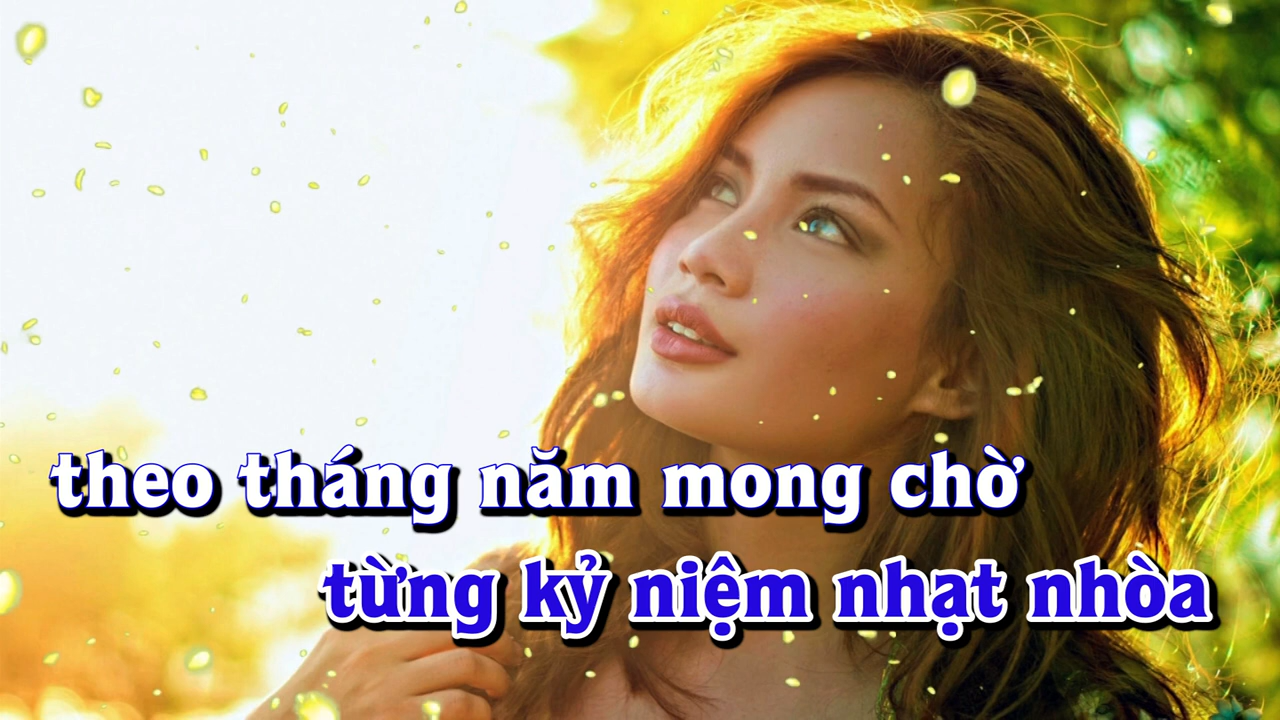 theo tháng năm mong chờ
từng kỷ niệm nhạt nhòa